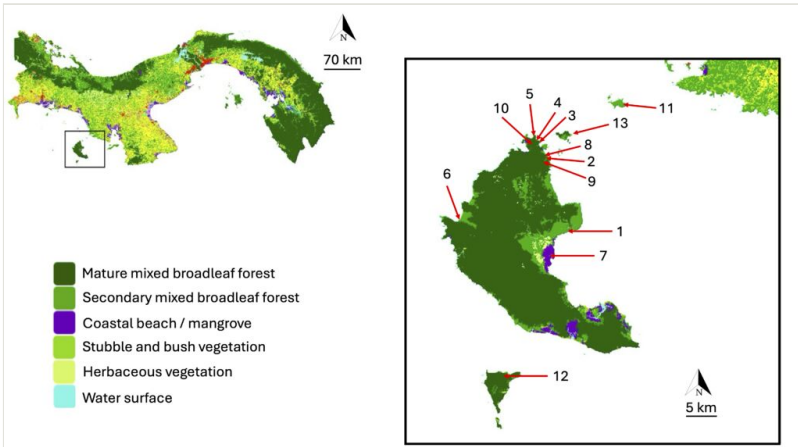 N
70 km
5
4
10
3
11
13
8
2
9
6
1
7
12
Mature mixed broadleaf forest
Secondary mixed broadleaf forest
Coastal beach / mangrove
Stubble and bush vegetation
Herbaceous vegetation
Water surface
N
5 km